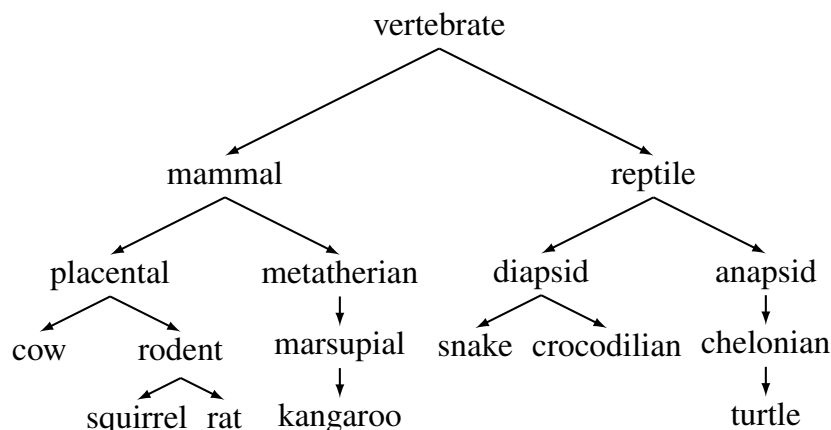 vertebrate
mammal reptile
placental metatherian diapsid anapsid
cow rodent marsupial snake crocodilian chelonian
squirrel rat kangaroo turtle